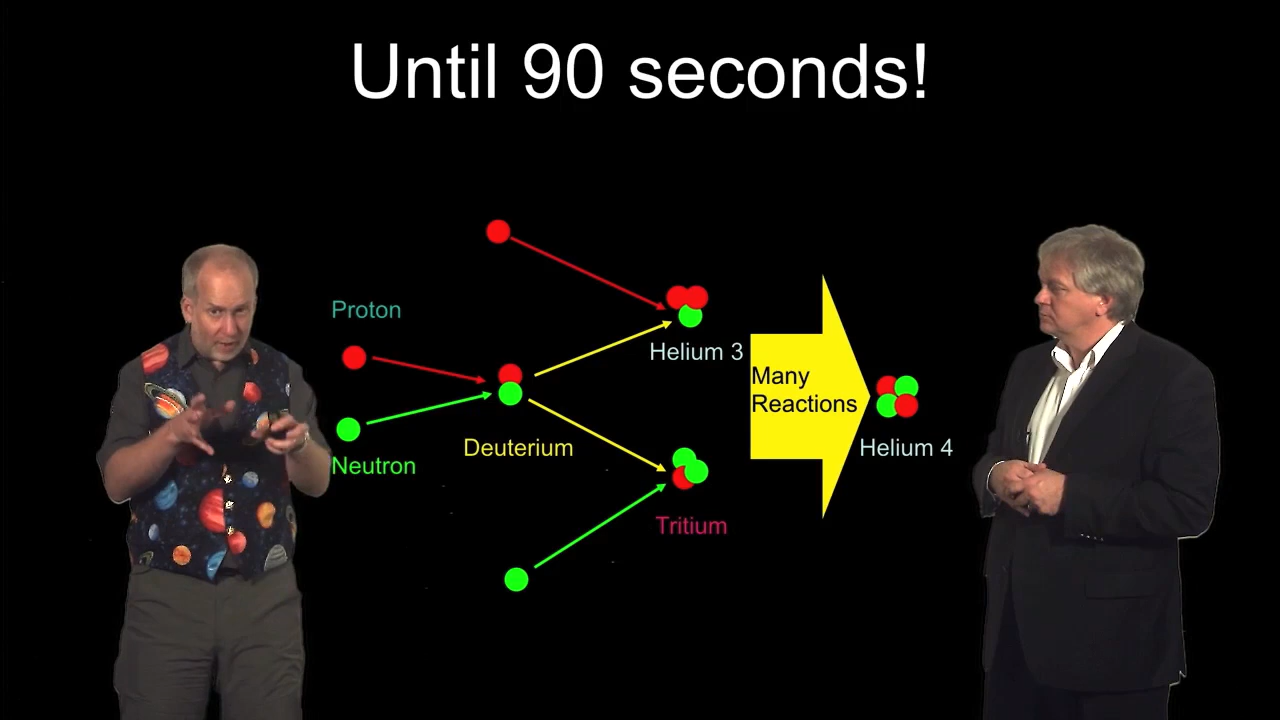 Until 90 seconds!
Proton
Helium 3
Many
Reactions
Deuterium
Helium 4
Neutron
Tritium